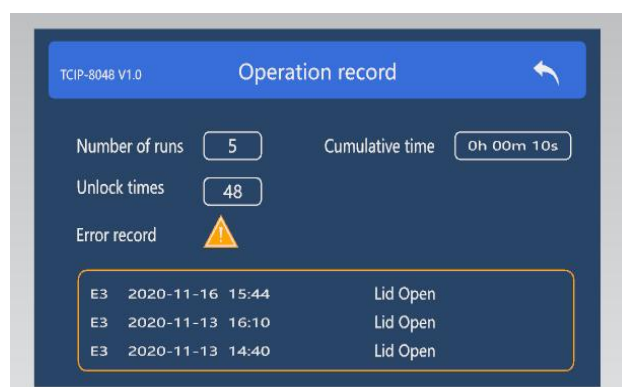 TCIP-8048 V1.0 Operation record
Number of runs 5 Cumulative time 0h 00m 10s
Unlock times 48
Error record
E3 2020-11-16 15:44 Lid Open
E3 2020-11-13 16:10 Lid Open
E3 2020-11-13 14:40 Lid Open